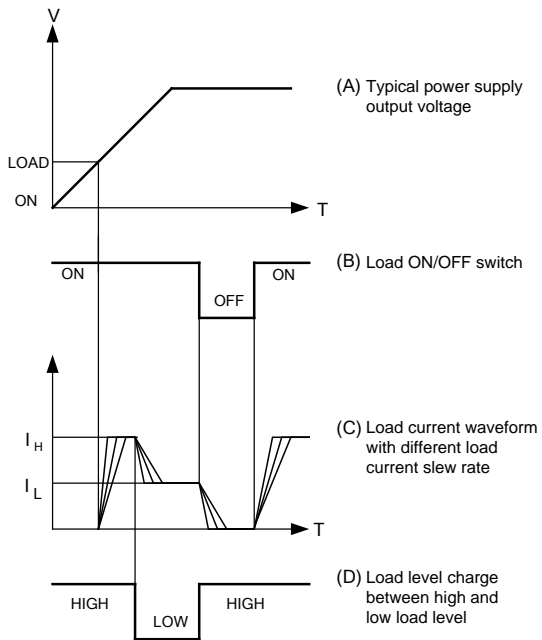 V
(A) Typical power supply
output voltage
LOAD
ON
T
(B) Load ON/OFF switch
ON
OFF
ON
(C) Load current waveform
with different load
current slew rate
I H
I L
T
(D) Load level charge
between high and
low load level
HIGH
LOW
HIGH